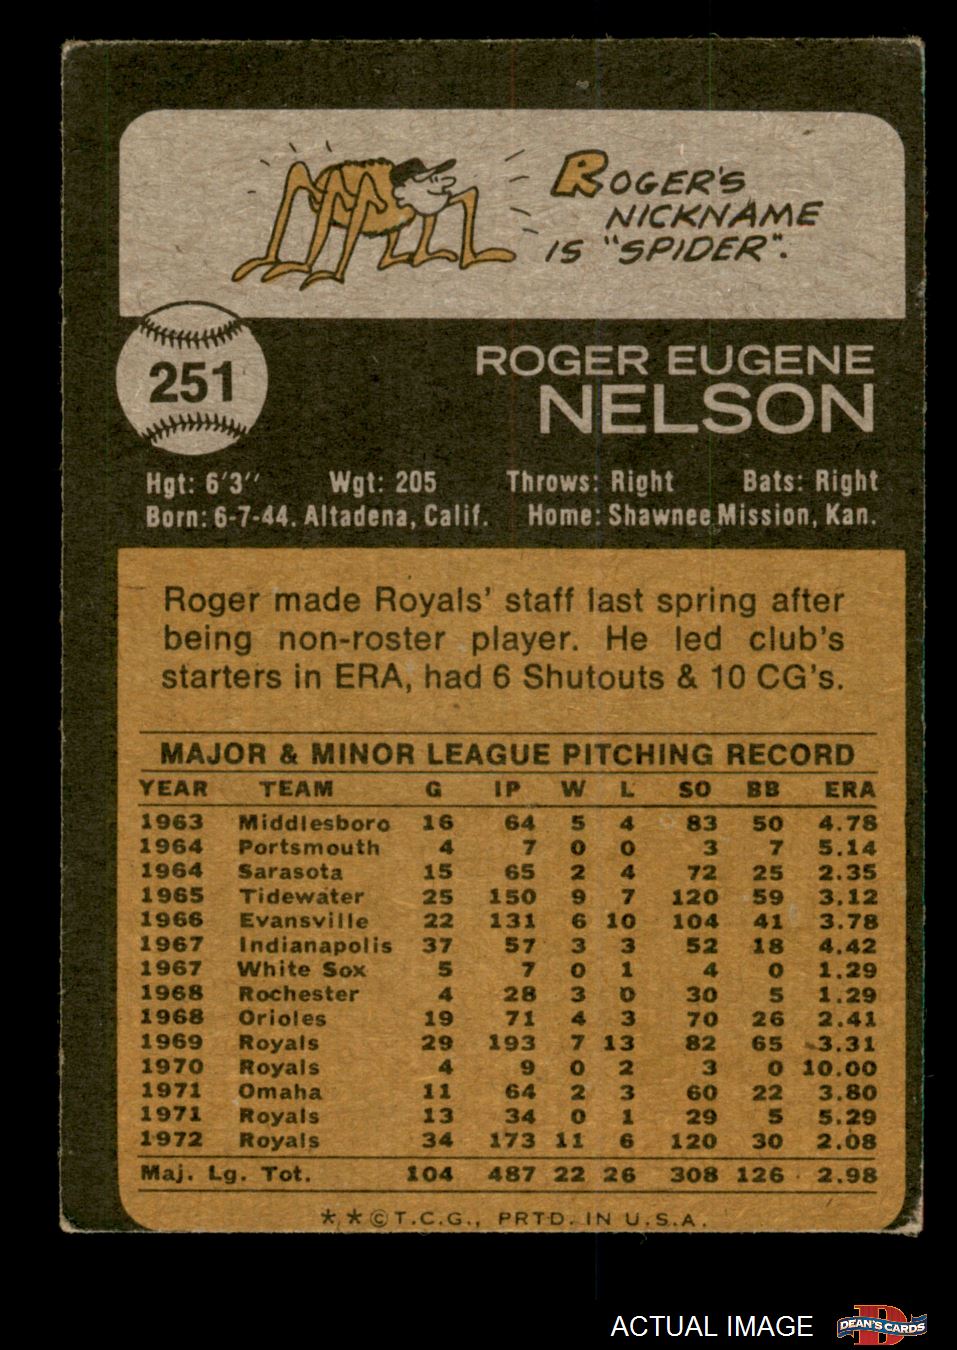 ROGER'S
NICKNAME
IS "SPIDER".
251
ROGER EUGENE
NELSON
Hgt: 6'3'' Wgt: 205 Throws: Right Bats: Right
Born: 6-7-44. Altadena, Calif. Home: Shawnee Mission, Kan.
Roger made Royals' staff last spring after
being non-roster player. He led club's
starters in ERA, had 6 Shutouts & 10 CG's.
MAJOR & MINOR LEAGUE PITCHING RECORD
YEAR TEAM G IP W L SO BB ERA
1963 Middlesboro 16 64 5 4 83 50 4.78
1964 Portsmouth 4 7 0 0 3 7 5.14
1964 Sarasota 15 65 2 4 72 25 2.35
1965 Tidewater 25 150 9 7 120 59 3.12
1966 Evansville 22 131 6 10 104 41 3.78
1967 Indianapolis 37 57 3 3 52 18 4.42
1967 White Sox 5 7 0 1 4 0 1.29
1968 Rochester 4 28 3 0 30 5 1.29
1968 Orioles 19 71 4 3 70 26 2.41
1969 Royals 29 193 7 13 82 65 3.31
1970 Royals 4 9 0 2 3 0 10.00
1971 Omaha 11 64 2 3 60 22 3.80
1971 Royals 13 34 0 1 29 5 5.29
1972 Royals 34 173 11 6 120 30 2.08
Maj. Lg. Tot. 104 487 22 26 308 126 2.98
**©T.C.G., PRTD. IN U.S.A.
ACTUAL IMAGE D DEAN'S CARDS